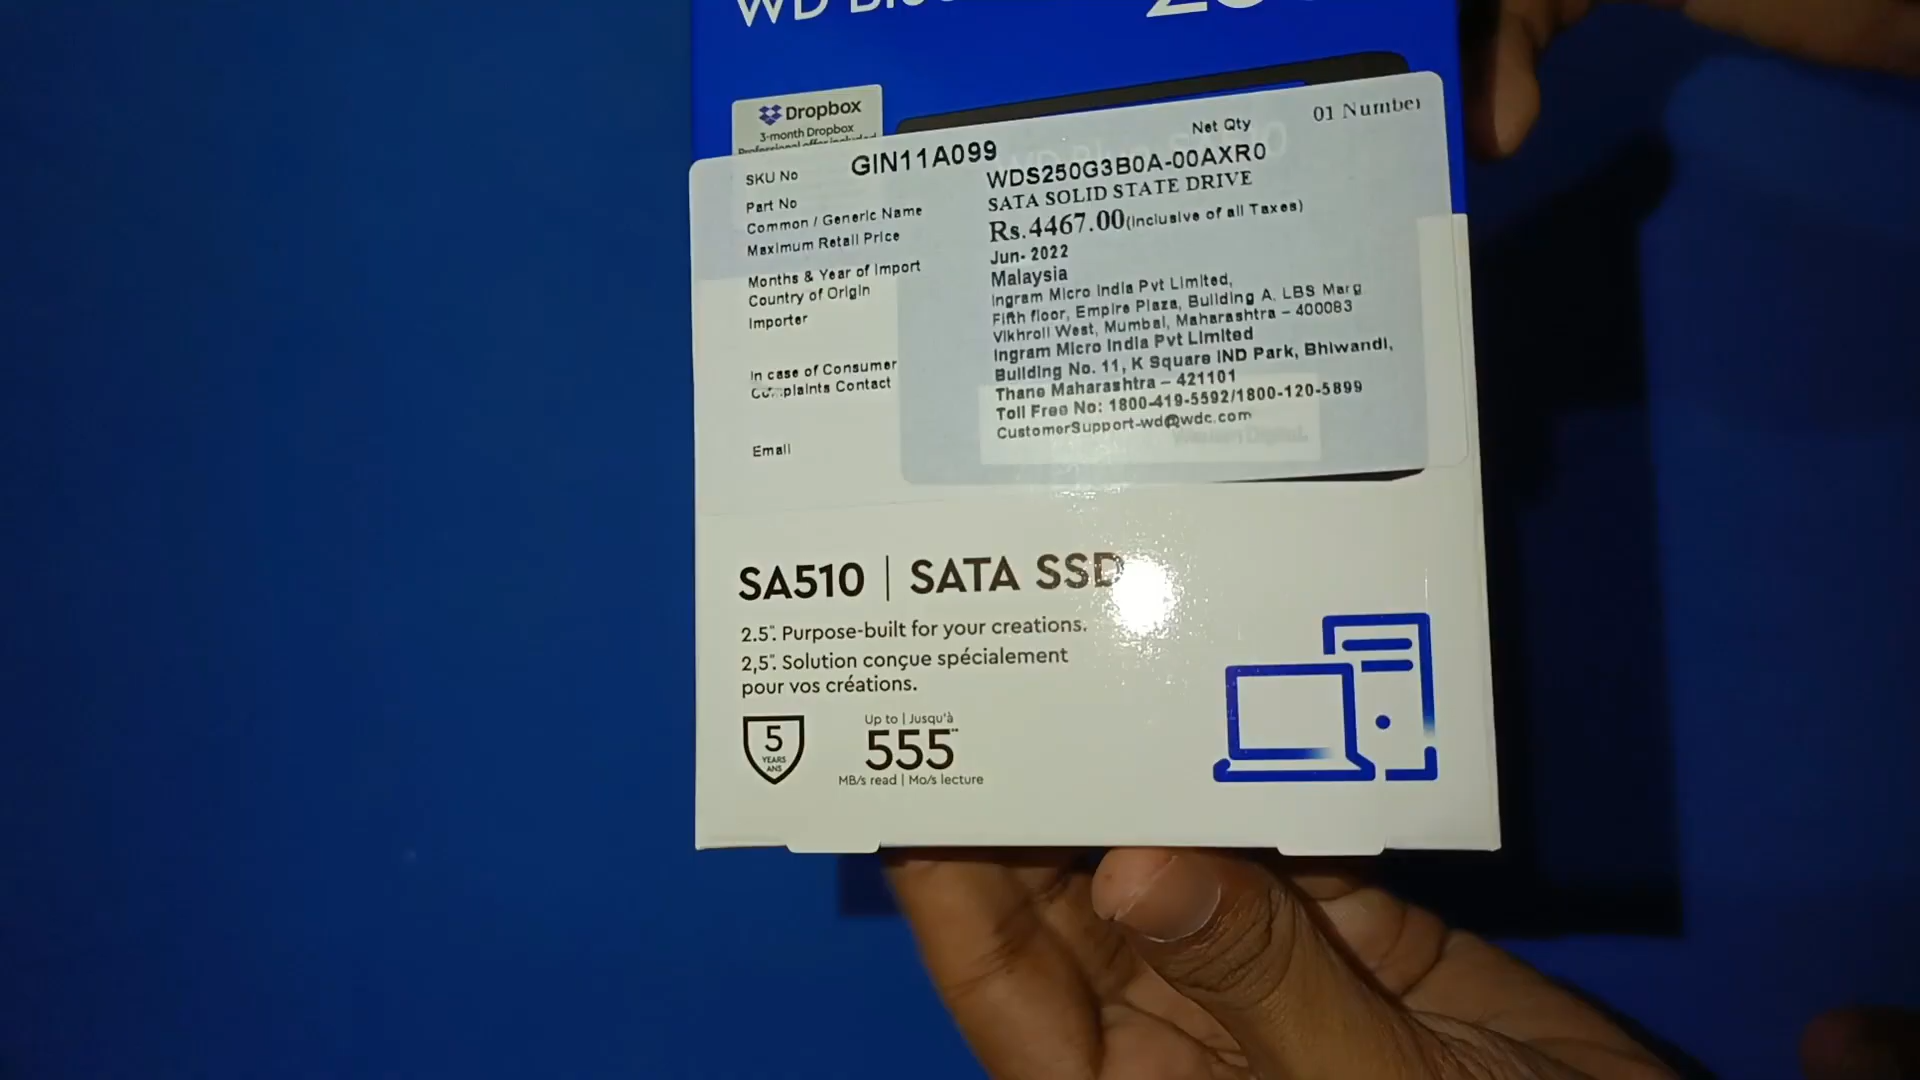 WD Blue
Dropbox
3-month Dropbox
Professional offer included
Net Qty 01 Number
SKU No GIN11A099
Part No WDS250G3B0A-00AXR0
Common / Generic Name SATA SOLID STATE DRIVE
Maximum Retail Price Rs.4467.00(inclusive of all Taxes)
Months & Year of Import Jun- 2022
Country of Origin Malaysia
Importer Ingram Micro India Pvt Limited,
Fifth floor, Empire Plaza, Building A, LBS Marg
Vikhroli West, Mumbai, Maharashtra – 400083
In case of Consumer Complaints Contact
Ingram Micro India Pvt Limited
Building No. 11, K Square IND Park, Bhiwandi,
Thane Maharashtra – 421101
Toll Free No: 1800-419-5592/1800-120-5899
Email CustomerSupport-wd@wdc.com
Western Digital.
SA510 | SATA SSD
2.5". Purpose-built for your creations.
2,5". Solution conçue spécialement
pour vos créations.
5
YEARS
ANS
Up to | Jusqu'à
555**
MB/s read | Mo/s lecture